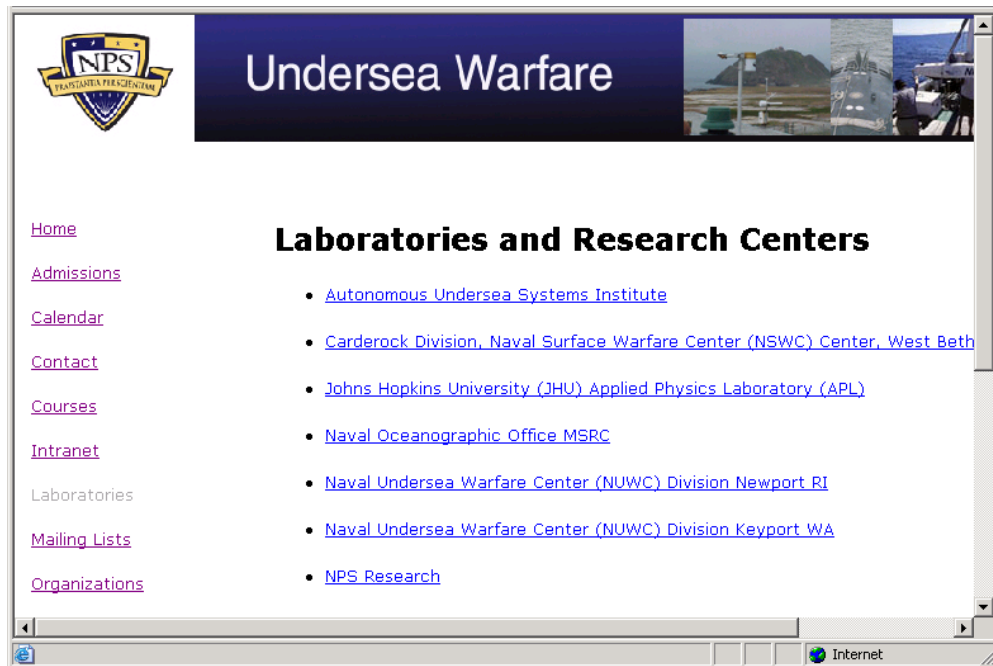 NPS
PRAESTANTIA PER SCIENTIAM
Undersea Warfare
Home
Admissions
Calendar
Contact
Courses
Intranet
Laboratories
Mailing Lists
Organizations
Laboratories and Research Centers
Autonomous Undersea Systems Institute
Carderock Division, Naval Surface Warfare Center (NSWC) Center, West Beth
Johns Hopkins University (JHU) Applied Physics Laboratory (APL)
Naval Oceanographic Office MSRC
Naval Undersea Warfare Center (NUWC) Division Newport RI
Naval Undersea Warfare Center (NUWC) Division Keyport WA
NPS Research
Internet